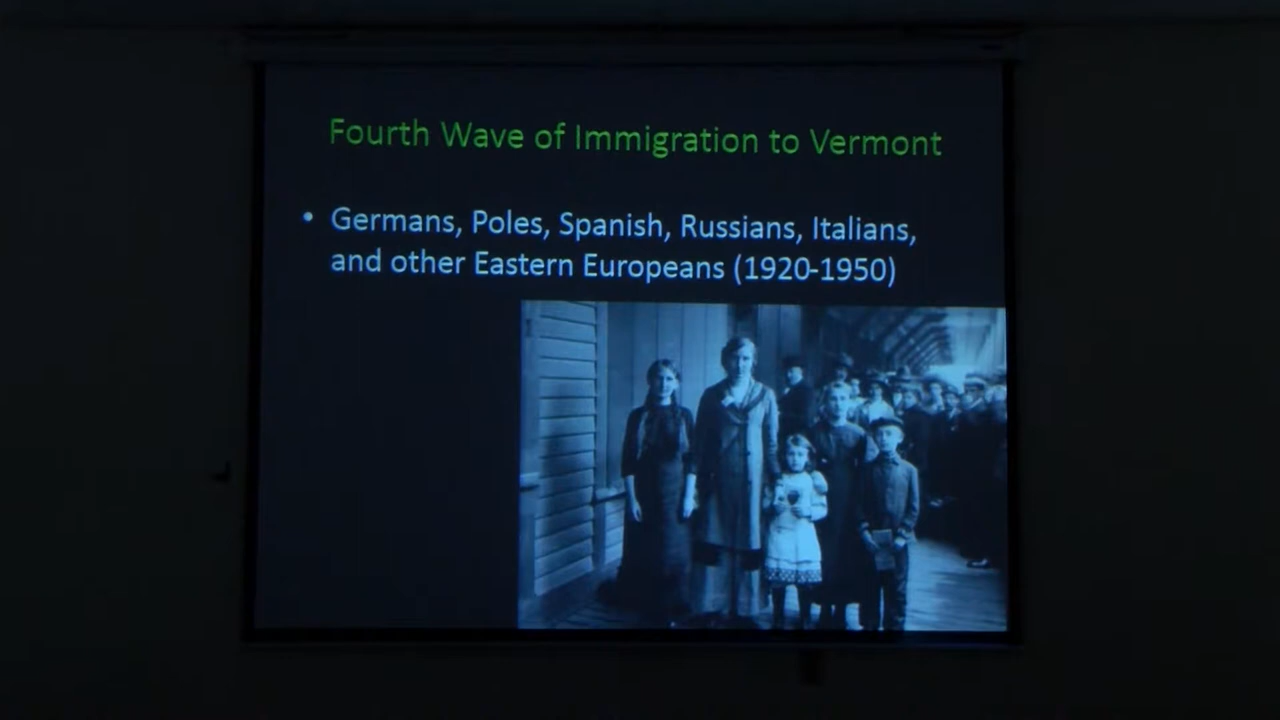 Fourth Wave of Immigration to Vermont
• Germans, Poles, Spanish, Russians, Italians,
and other Eastern Europeans (1920-1950)